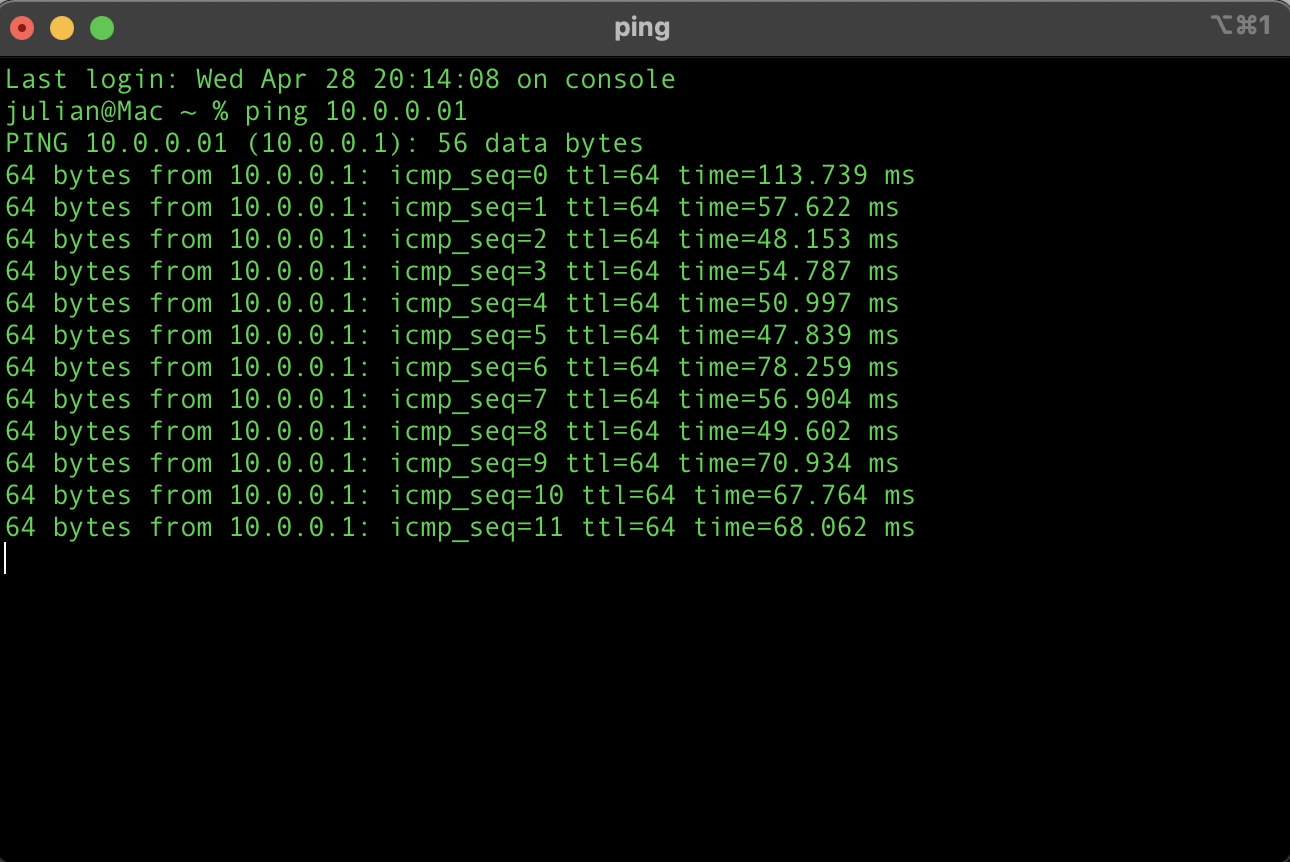 ping
⌥⌘1
Last login: Wed Apr 28 20:14:08 on console
julian@Mac ~ % ping 10.0.0.01
PING 10.0.0.01 (10.0.0.1): 56 data bytes
64 bytes from 10.0.0.1: icmp_seq=0 ttl=64 time=113.739 ms
64 bytes from 10.0.0.1: icmp_seq=1 ttl=64 time=57.622 ms
64 bytes from 10.0.0.1: icmp_seq=2 ttl=64 time=48.153 ms
64 bytes from 10.0.0.1: icmp_seq=3 ttl=64 time=54.787 ms
64 bytes from 10.0.0.1: icmp_seq=4 ttl=64 time=50.997 ms
64 bytes from 10.0.0.1: icmp_seq=5 ttl=64 time=47.839 ms
64 bytes from 10.0.0.1: icmp_seq=6 ttl=64 time=78.259 ms
64 bytes from 10.0.0.1: icmp_seq=7 ttl=64 time=56.904 ms
64 bytes from 10.0.0.1: icmp_seq=8 ttl=64 time=49.602 ms
64 bytes from 10.0.0.1: icmp_seq=9 ttl=64 time=70.934 ms
64 bytes from 10.0.0.1: icmp_seq=10 ttl=64 time=67.764 ms
64 bytes from 10.0.0.1: icmp_seq=11 ttl=64 time=68.062 ms